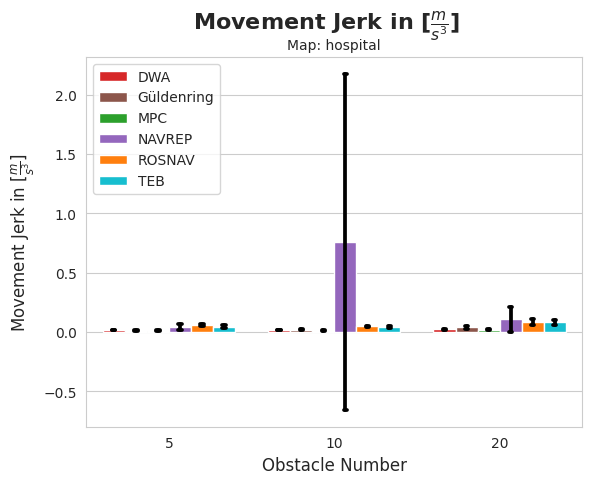 Movement Jerk in [m/s³]
Map: hospital
Movement Jerk in [m/s³]
2.0
1.5
1.0
0.5
0.0
−0.5
DWA
Güldenring
MPC
NAVREP
ROSNAV
TEB
5 10 20
Obstacle Number